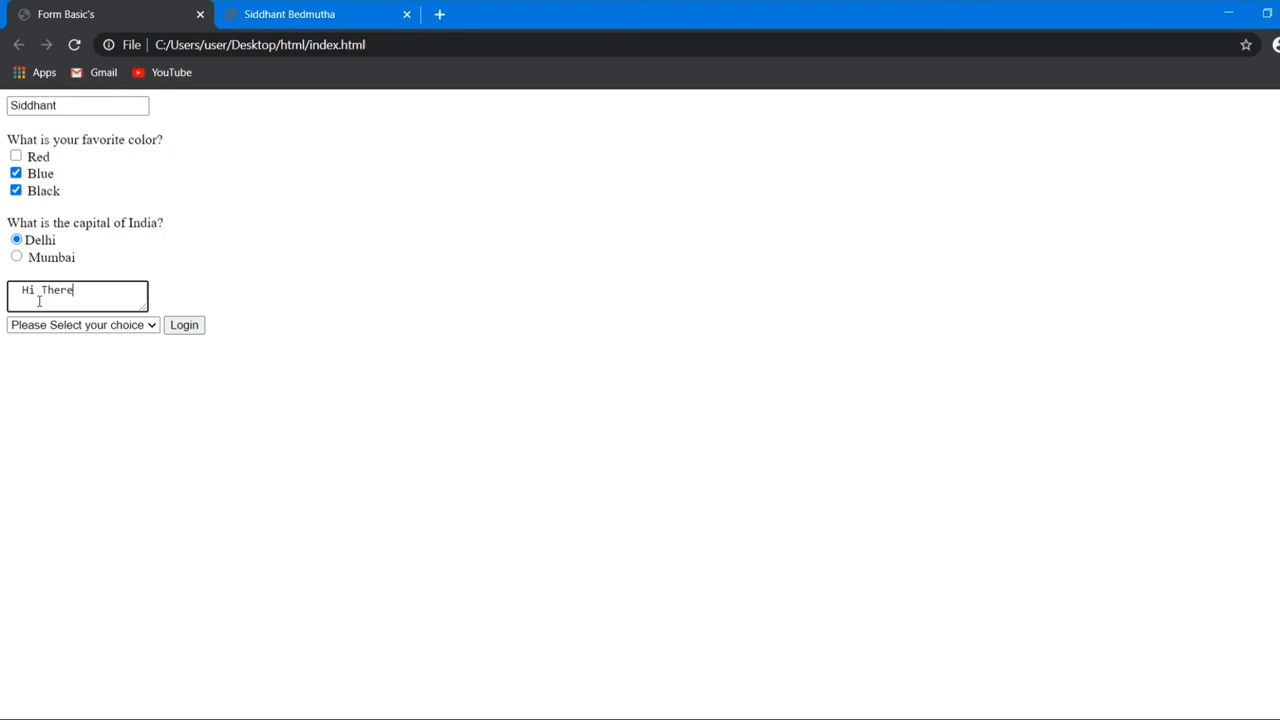 Form Basic's
Siddhant Bedmutha
File C:/Users/user/Desktop/html/index.html
Apps Gmail YouTube
Siddhant
What is your favorite color?
Red
Blue
Black
What is the capital of India?
Delhi
Mumbai
Hi There
Please Select your choice Login